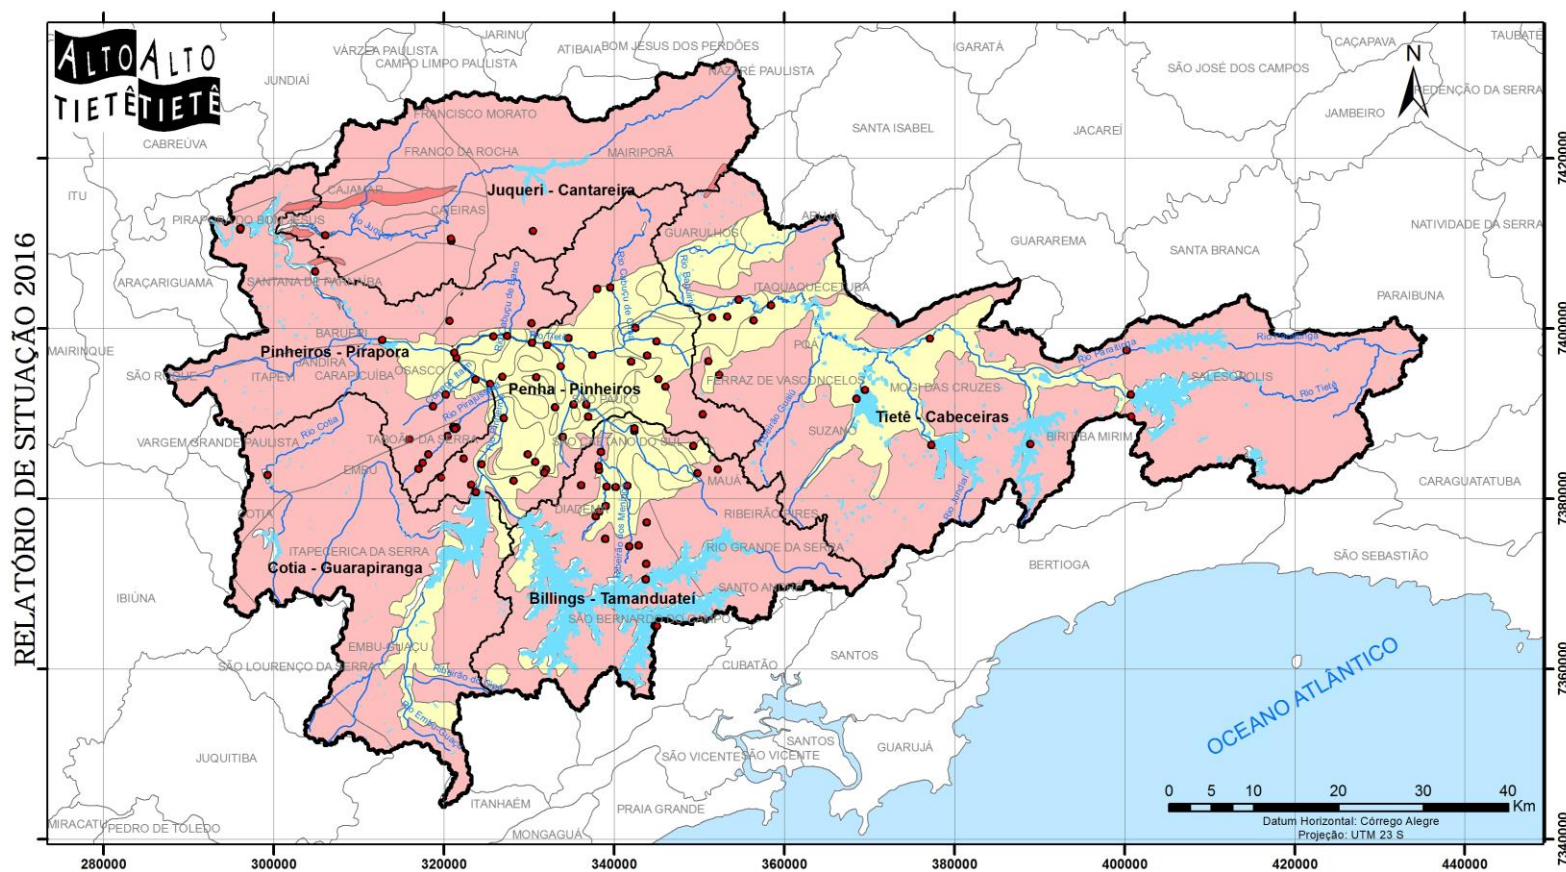 RELATÓRIO DE SITUAÇÃO 2016
ALTO ALTO
TIETÊ TIETÊ
JARINU
VÁRZEA PAULISTA
CAMPO LIMPO PAULISTA
ATIBAIA
BOM JESUS DOS PERDÕES
NAZARÉ PAULISTA
IGARATÁ
CAÇAPAVA
TAUBATÉ
N
JUNDIAÍ
SÃO JOSÉ DOS CAMPOS
REDENÇÃO DA SERRA
JAMBEIRO
FRANCISCO MORATO
CABREÚVA
FRANCO DA ROCHA
MAIRIPORÃ
SANTA ISABEL
JACAREÍ
ITU
CAJAMAR
Juqueri - Cantareira
CAIEIRAS
PIRAPORA DO BOM JESUS
Rio Juqueri
ARUJÁ
GUARULHOS
GUARAREMA
SANTA BRANCA
NATIVIDADE DA SERRA
ARAÇARIGUAMA
SANTANA DE PARNAÍBA
ITAQUAQUECETUBA
PARAIBUNA
BARUERI
Rio Tietê
MAIRINQUE
Pinheiros - Pirapora
JANDIRA
POÁ
Rio Paraitinga
Rio Paraitinga
SÃO ROQUE
ITAPEVI
CARAPICUÍBA
OSASCO
FERRAZ DE VASCONCELOS
MOGI DAS CRUZES
SALESÓPOLIS
Rio Tietê
Penha - Pinheiros
SÃO PAULO
Tietê - Cabeceiras
Rio Cotia
VARGEM GRANDE PAULISTA
TABOÃO DA SERRA
SÃO CAETANO DO SUL
Ribeirão Guaió
SUZANO
BIRITIBA MIRIM
EMBU
MAUÁ
Rio Jundiaí
CARAGUATATUBA
COTIA
DIADEMA
RIBEIRÃO PIRES
ITAPECERICA DA SERRA
Ribeirão dos Meninos
RIO GRANDE DA SERRA
SÃO SEBASTIÃO
Cotia - Guarapiranga
BERTIOGA
SANTO ANDRÉ
IBIÚNA
Billings - Tamanduateí
SÃO BERNARDO DO CAMPO
EMBU-GUAÇU
SÃO LOURENÇO DA SERRA
CUBATÃO
SANTOS
Rio Embu-Guaçu
OCEANO ATLÂNTICO
JUQUITIBA
SÃO VICENTE
SÃO VICENTE
SANTOS
GUARUJÁ
ITANHAÉM
PRAIA GRANDE
MIRACATU
PEDRO DE TOLEDO
MONGAGUÁ
0 5 10 20 30 40
Km
Datum Horizontal: Córrego Alegre
Projeção: UTM 23 S
7420000
7400000
7380000
7360000
7340000
280000 300000 320000 340000 360000 380000 400000 420000 440000